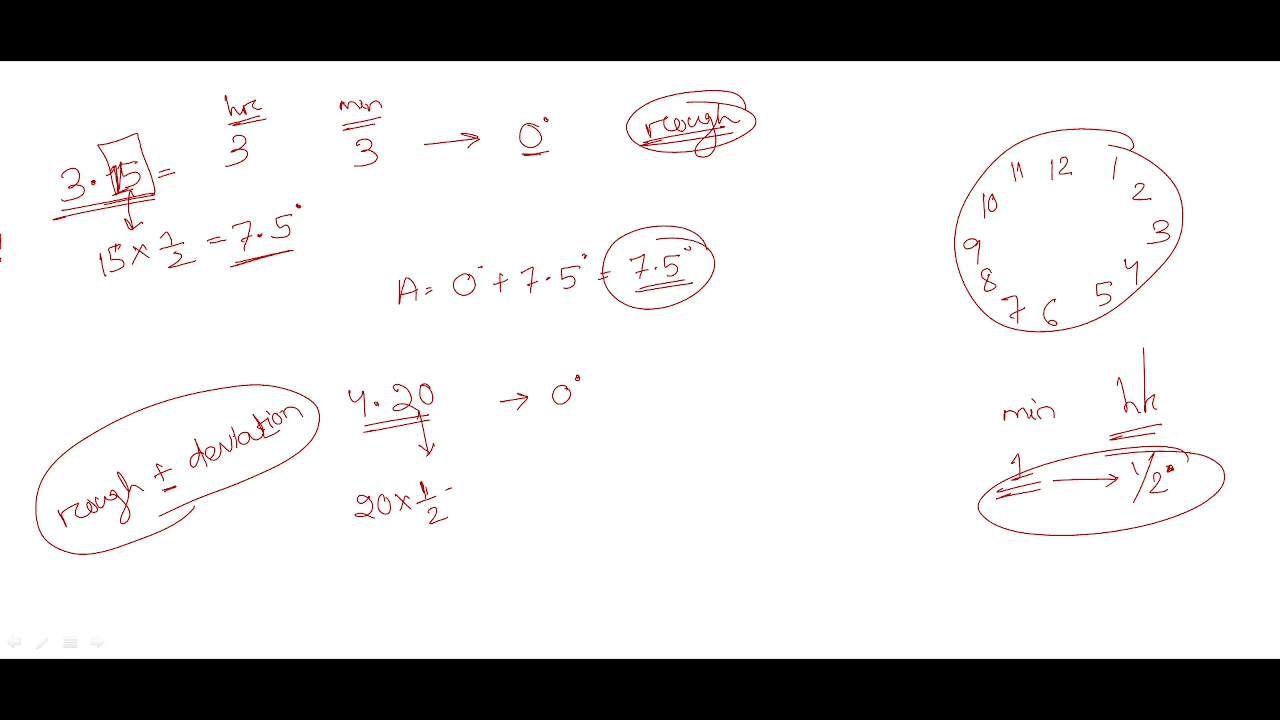 hrc min
3.15 = 3 3 → 0° rough
15 × 1/2 = 7.5°
A = 0° + 7.5° = 7.5°
11 12 1
10 2
9 3
8 4
7 6 5
rough ± deviation
4.20 → 0°
20 × 1/2 -
min hr
1 → 1/2°